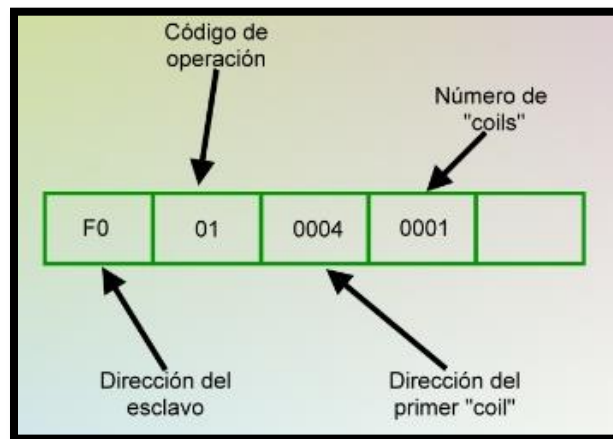 Código de
operación
Número de
"coils"
F0 01 0004 0001
Dirección del
esclavo
Dirección del
primer "coil"